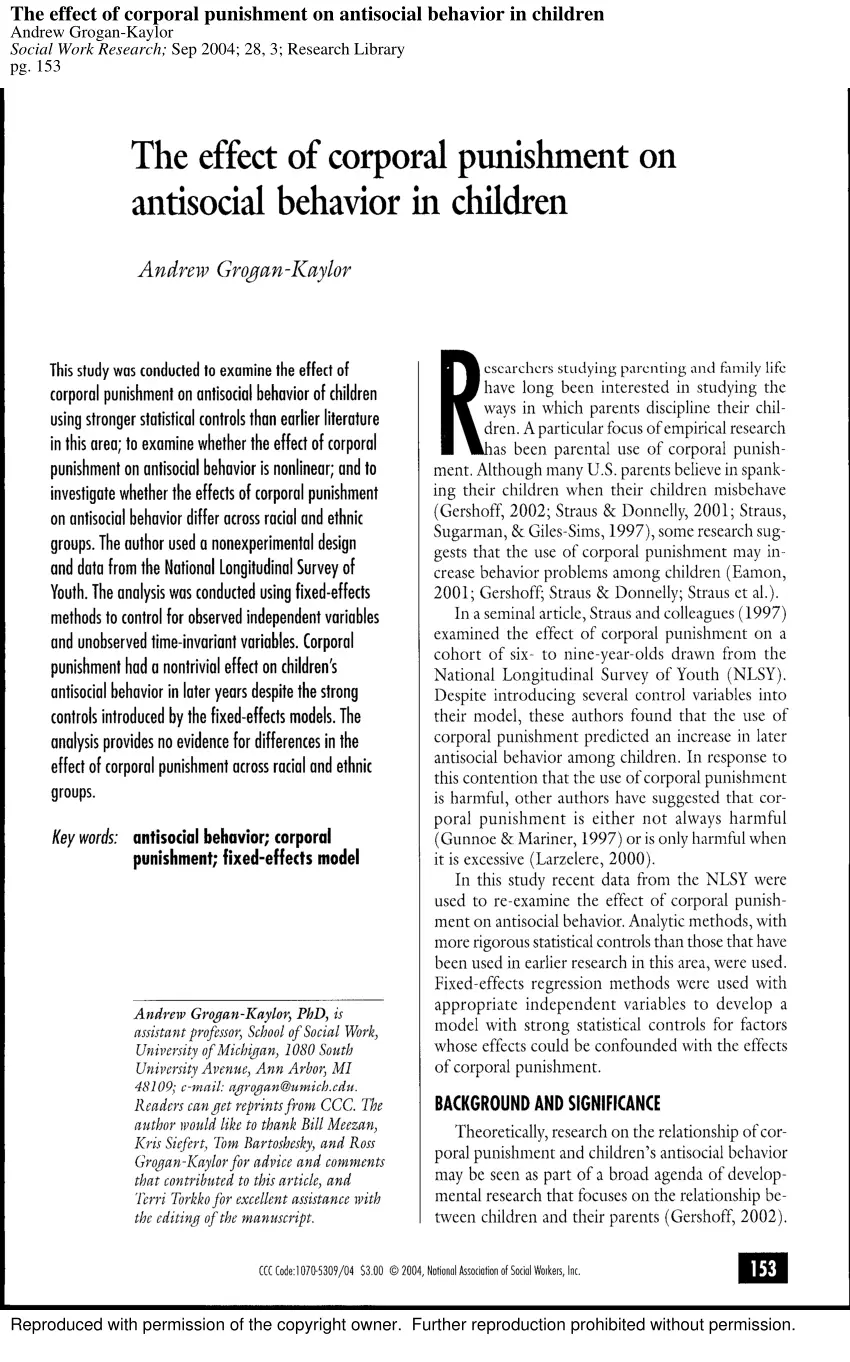 The effect of corporal punishment on antisocial behavior in children
Andrew Grogan-Kaylor
Social Work Research; Sep 2004; 28, 3; Research Library
pg. 153
The effect of corporal punishment on
antisocial behavior in children
Andrew Grogan-Kaylor
This study was conducted to examine the effect of
corporal punishment on antisocial behavior of children
using stronger statistical controls than earlier literature
in this area; to examine whether the effect of corporal
punishment on antisocial behavior is nonlinear; and to
investigate whether the effects of corporal punishment
on antisocial behavior differ across racial and ethnic
groups. The author used a nonexperimental design
and data from the National Longitudinal Survey of
Youth. The analysis was conducted using fixed-effects
methods to control for observed independent variables
and unobserved time-invariant variables. Corporal
punishment had a nontrivial effect on children's
antisocial behavior in later years despite the strong
controls introduced by the fixed-effects models. The
analysis provides no evidence for differences in the
effect of corporal punishment across racial and ethnic
groups.
Key words: antisocial behavior; corporal
punishment; fixed-effects model
Andrew Grogan-Kaylor, PhD, is
assistant professor, School of Social Work,
University of Michigan, 1080 South
University Avenue, Ann Arbor, MI
48109; e-mail: agrogan@umich.edu.
Readers can get reprints from CCC. The
author would like to thank Bill Meezan,
Kris Siefert, Tom Bartoshesky, and Ross
Grogan-Kaylor for advice and comments
that contributed to this article, and
Terri Torkko for excellent assistance with
the editing of the manuscript.
Researchers studying parenting and family life
have long been interested in studying the
ways in which parents discipline their chil-
dren. A particular focus of empirical research
has been parental use of corporal punish-
ment. Although many U.S. parents believe in spank-
ing their children when their children misbehave
(Gershoff, 2002; Straus & Donnelly, 2001; Straus,
Sugarman, & Giles-Sims, 1997), some research sug-
gests that the use of corporal punishment may in-
crease behavior problems among children (Eamon,
2001; Gershoff; Straus & Donnelly; Straus et al.).
In a seminal article, Straus and colleagues (1997)
examined the effect of corporal punishment on a
cohort of six- to nine-year-olds drawn from the
National Longitudinal Survey of Youth (NLSY).
Despite introducing several control variables into
their model, these authors found that the use of
corporal punishment predicted an increase in later
antisocial behavior among children. In response to
this contention that the use of corporal punishment
is harmful, other authors have suggested that cor-
poral punishment is either not always harmful
(Gunnoe & Mariner, 1997) or is only harmful when
it is excessive (Larzelere, 2000).
In this study recent data from the NLSY were
used to re-examine the effect of corporal punish-
ment on antisocial behavior. Analytic methods, with
more rigorous statistical controls than those that have
been used in earlier research in this area, were used.
Fixed-effects regression methods were used with
appropriate independent variables to develop a
model with strong statistical controls for factors
whose effects could be confounded with the effects
of corporal punishment.
BACKGROUND AND SIGNIFICANCE
Theoretically, research on the relationship of cor-
poral punishment and children's antisocial behavior
may be seen as part of a broad agenda of develop-
mental research that focuses on the relationship be-
tween children and their parents (Gershoff, 2002).
CCC Code: 1070-5309/04 $3.00 © 2004, National Association of Social Workers, Inc.
153
Reproduced with permission of the copyright owner. Further reproduction prohibited without permission.